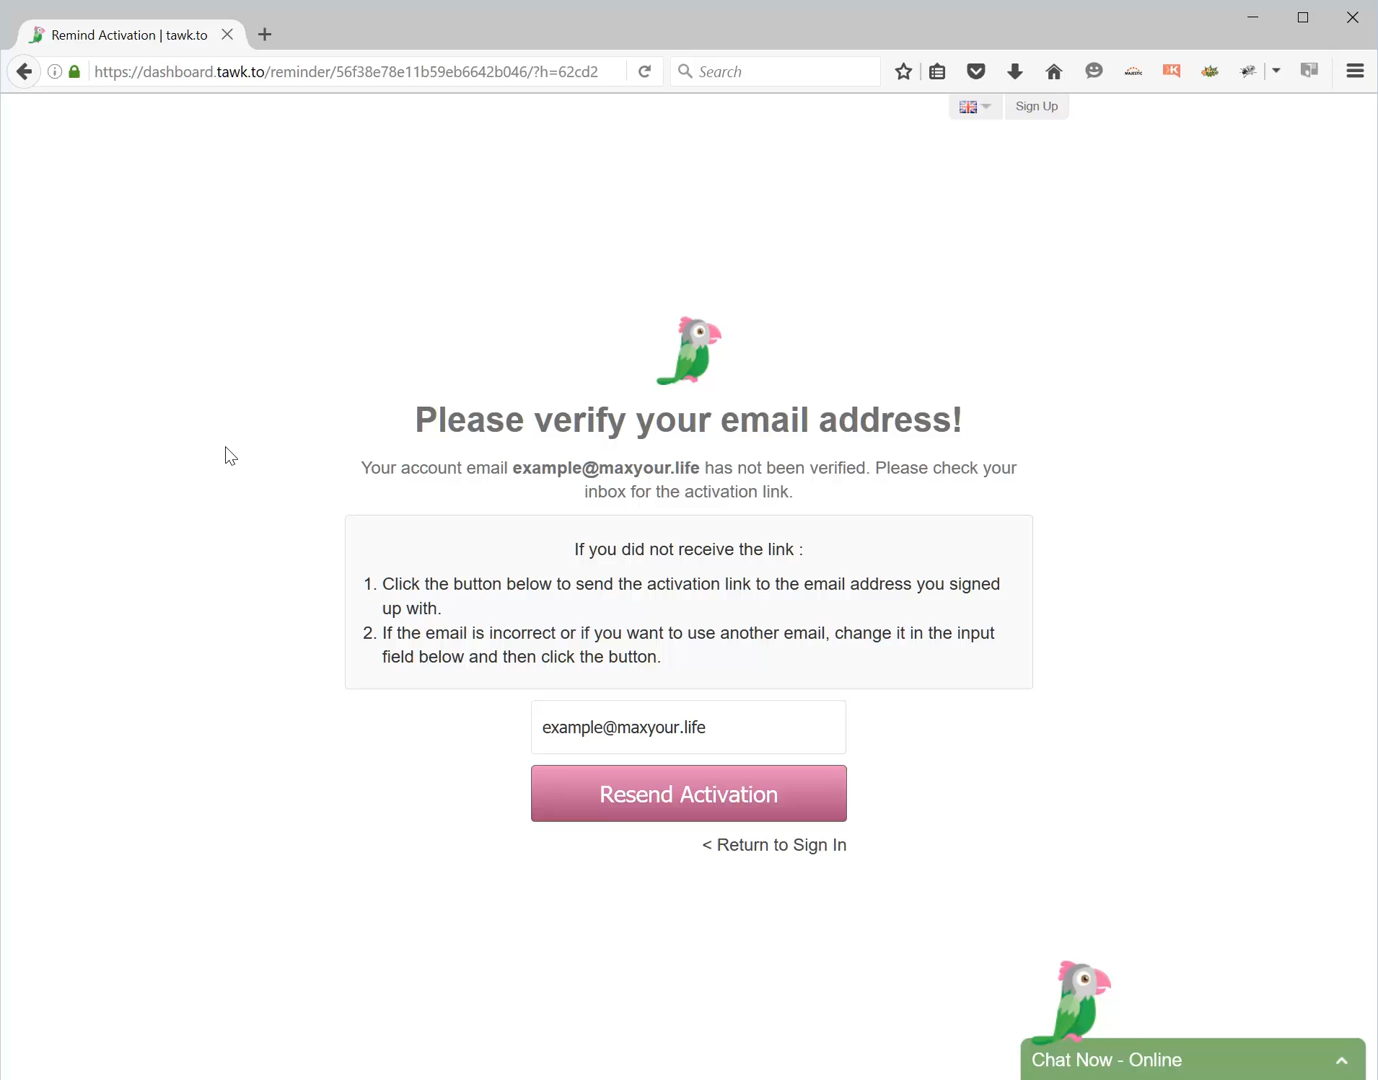 Remind Activation | tawk.to
https://dashboard.tawk.to/reminder/56f38e78e11b59eb6642b046/?h=62cd2
Search
Sign Up
Please verify your email address!
Your account email example@maxyour.life has not been verified. Please check your
inbox for the activation link.
If you did not receive the link :
1. Click the button below to send the activation link to the email address you signed
up with.
2. If the email is incorrect or if you want to use another email, change it in the input
field below and then click the button.
example@maxyour.life
Resend Activation
< Return to Sign In
Chat Now - Online